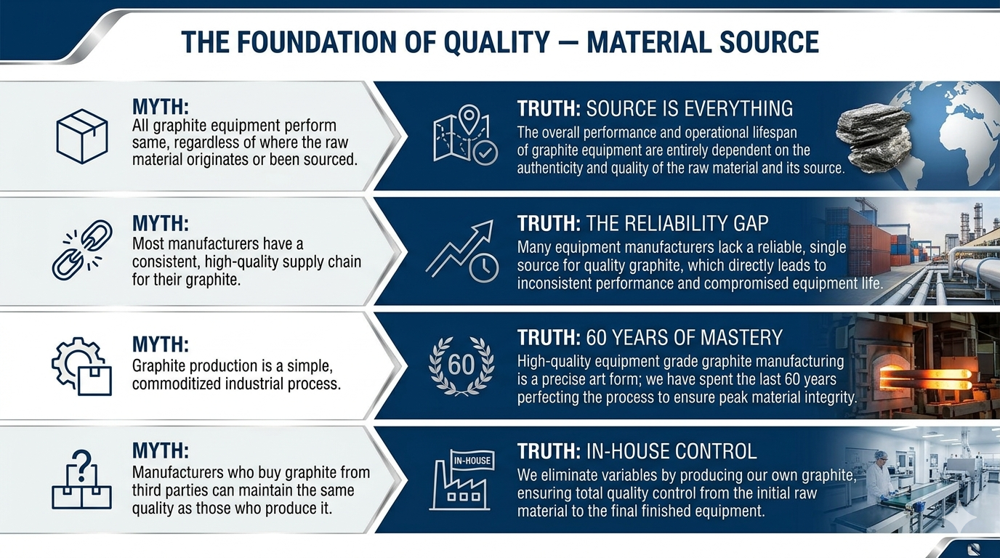 THE FOUNDATION OF QUALITY — MATERIAL SOURCE
MYTH:
All graphite equipment perform
same, regardless of where the raw
material originates or been sourced.
TRUTH: SOURCE IS EVERYTHING
The overall performance and operational lifespan
of graphite equipment are entirely dependent on the
authenticity and quality of the raw material and its source.
MYTH:
Most manufacturers have a
consistent, high-quality supply chain
for their graphite.
TRUTH: THE RELIABILITY GAP
Many equipment manufacturers lack a reliable, single
source for quality graphite, which directly leads to
inconsistent performance and compromised equipment life.
MYTH:
Graphite production is a simple,
commoditized industrial process.
60
TRUTH: 60 YEARS OF MASTERY
High-quality equipment grade graphite manufacturing
is a precise art form; we have spent the last 60 years
perfecting the process to ensure peak material integrity.
MYTH:
Manufacturers who buy graphite from
third parties can maintain the same
quality as those who produce it.
?
IN-HOUSE
TRUTH: IN-HOUSE CONTROL
We eliminate variables by producing our own graphite,
ensuring total quality control from the initial raw
material to the final finished equipment.